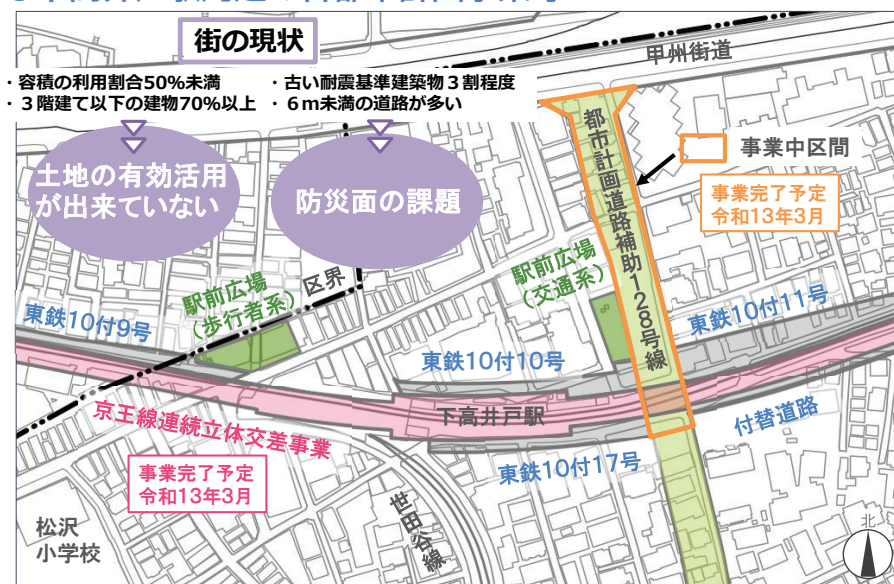 街の現状
・容積の利用割合50%未満
・古い耐震基準建築物3割程度
・3階建て以下の建物70%以上
・6m未満の道路が多い
土地の有効活用
が出来ていない
防災面の課題
甲州街道
都市計画道路補助128号線
事業中区間
事業完了予定
令和13年3月
駅前広場
(歩行者系)
区界
駅前広場
(交通系)
東鉄10付9号
東鉄10付10号
東鉄10付11号
下高井戸駅
京王線連続立体交差事業
付替道路
事業完了予定
令和13年3月
東鉄10付17号
世田谷線
松沢
小学校
北